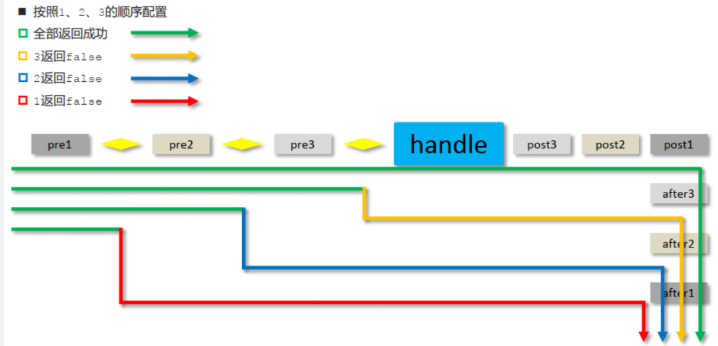 按照1、2、3的顺序配置
全部返回成功
3返回false
2返回false
1返回false
pre1 pre2 pre3 handle post3 post2 post1
after3
after2
after1